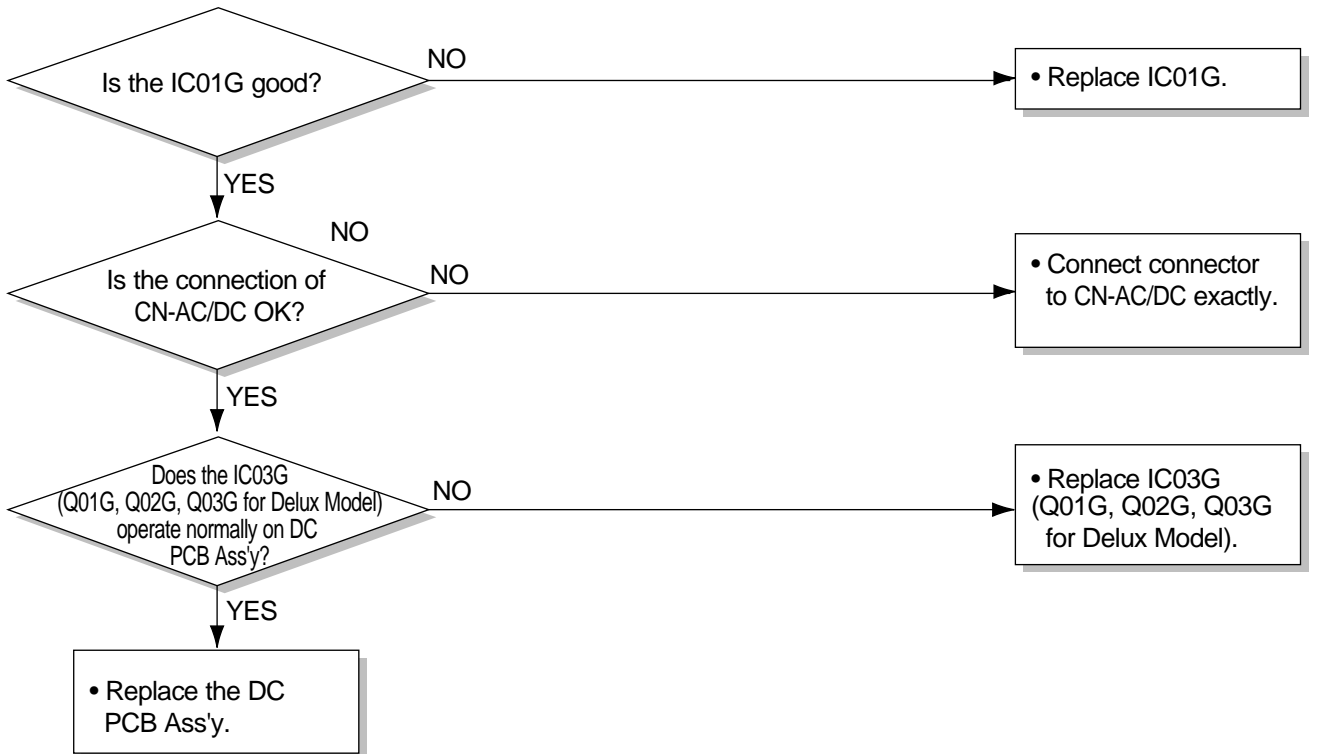 Is the IC01G good?
NO
• Replace IC01G.
YES
NO
Is the connection of
CN-AC/DC OK?
NO
• Connect connector
to CN-AC/DC exactly.
YES
Does the IC03G
(Q01G, Q02G, Q03G for Delux Model)
operate normally on DC
PCB Ass'y?
NO
• Replace IC03G
(Q01G, Q02G, Q03G
for Delux Model).
YES
• Replace the DC
PCB Ass'y.